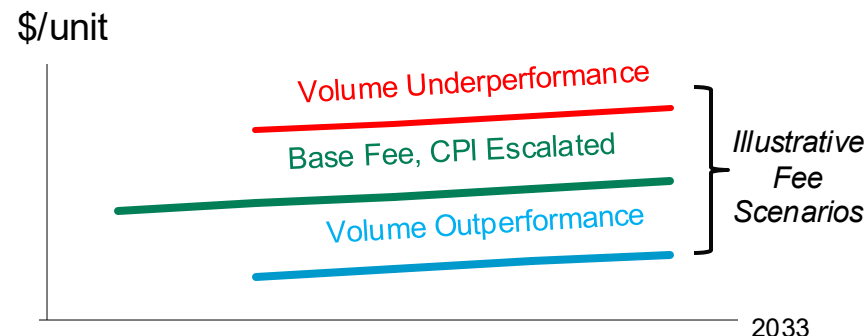 $/unit
Volume Underperformance
Base Fee, CPI Escalated
Volume Outperformance
Illustrative
Fee
Scenarios
2033